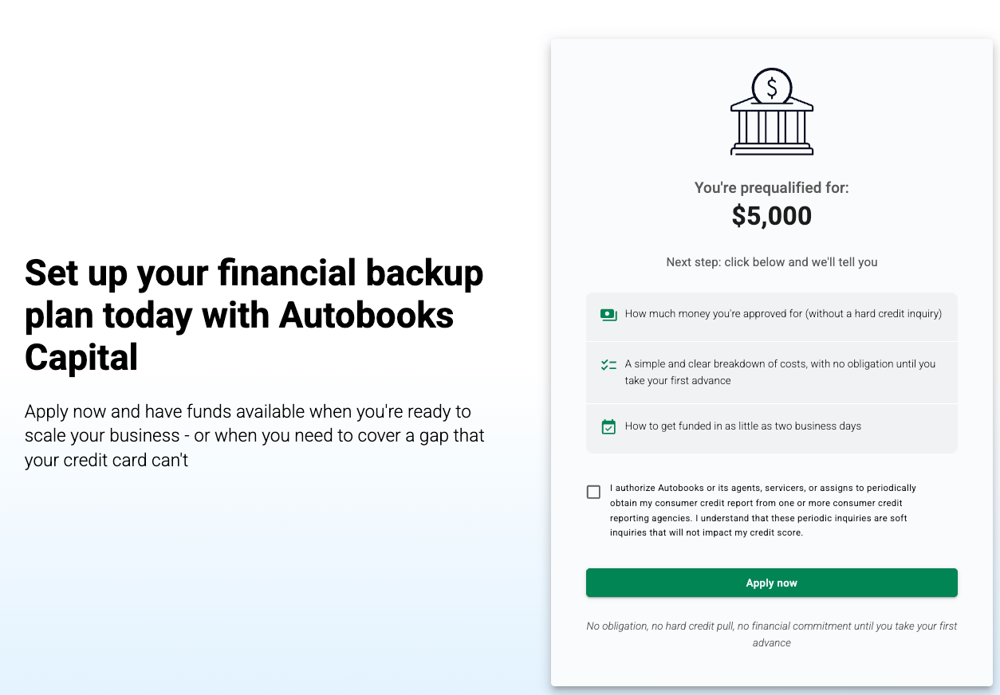 Set up your financial backup
plan today with Autobooks
Capital
Apply now and have funds available when you're ready to
scale your business - or when you need to cover a gap that
your credit card can't
$
You're prequalified for:
$5,000
Next step: click below and we'll tell you
How much money you're approved for (without a hard credit inquiry)
A simple and clear breakdown of costs, with no obligation until you
take your first advance
How to get funded in as little as two business days
I authorize Autobooks or its agents, servicers, or assigns to periodically
obtain my consumer credit report from one or more consumer credit
reporting agencies. I understand that these periodic inquiries are soft
inquiries that will not impact my credit score.
Apply now
No obligation, no hard credit pull, no financial commitment until you take your first
advance